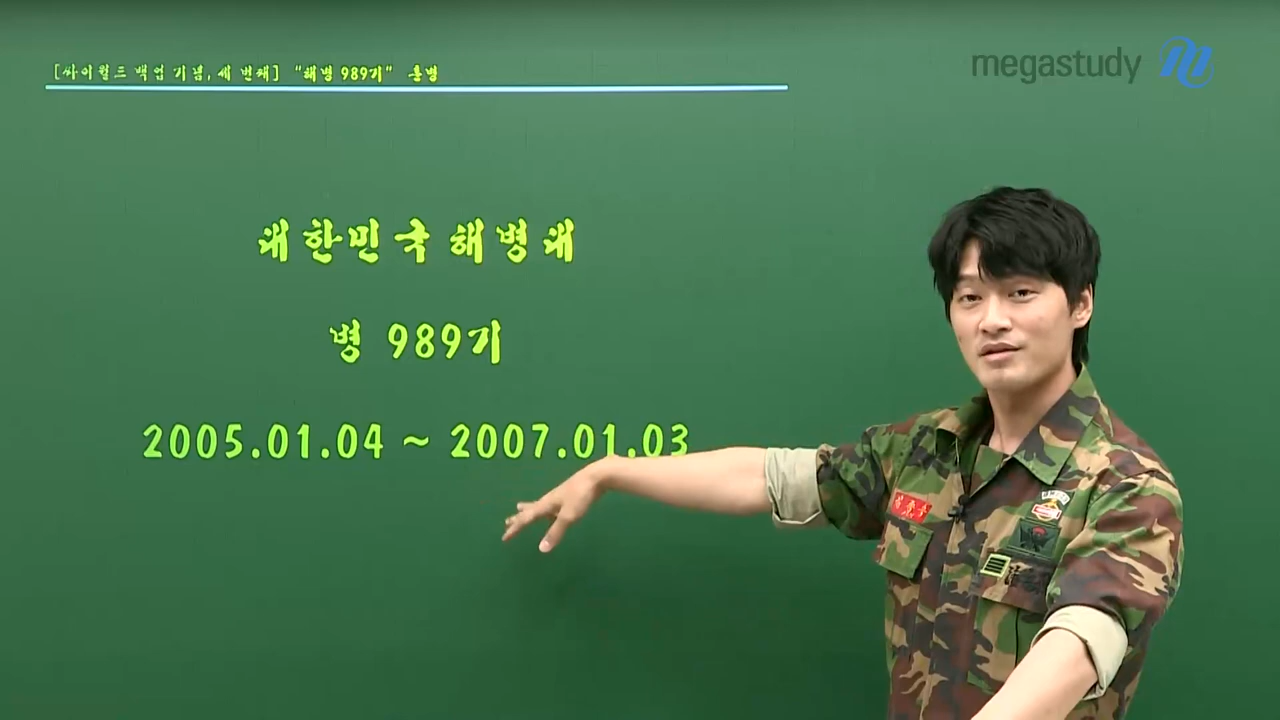 [싸이월드 백업 기념, 세 번째] "해병 989기" 훈병
megastudy
대한민국해병대
병 989기
2005.01.04 ~ 2007.01.03